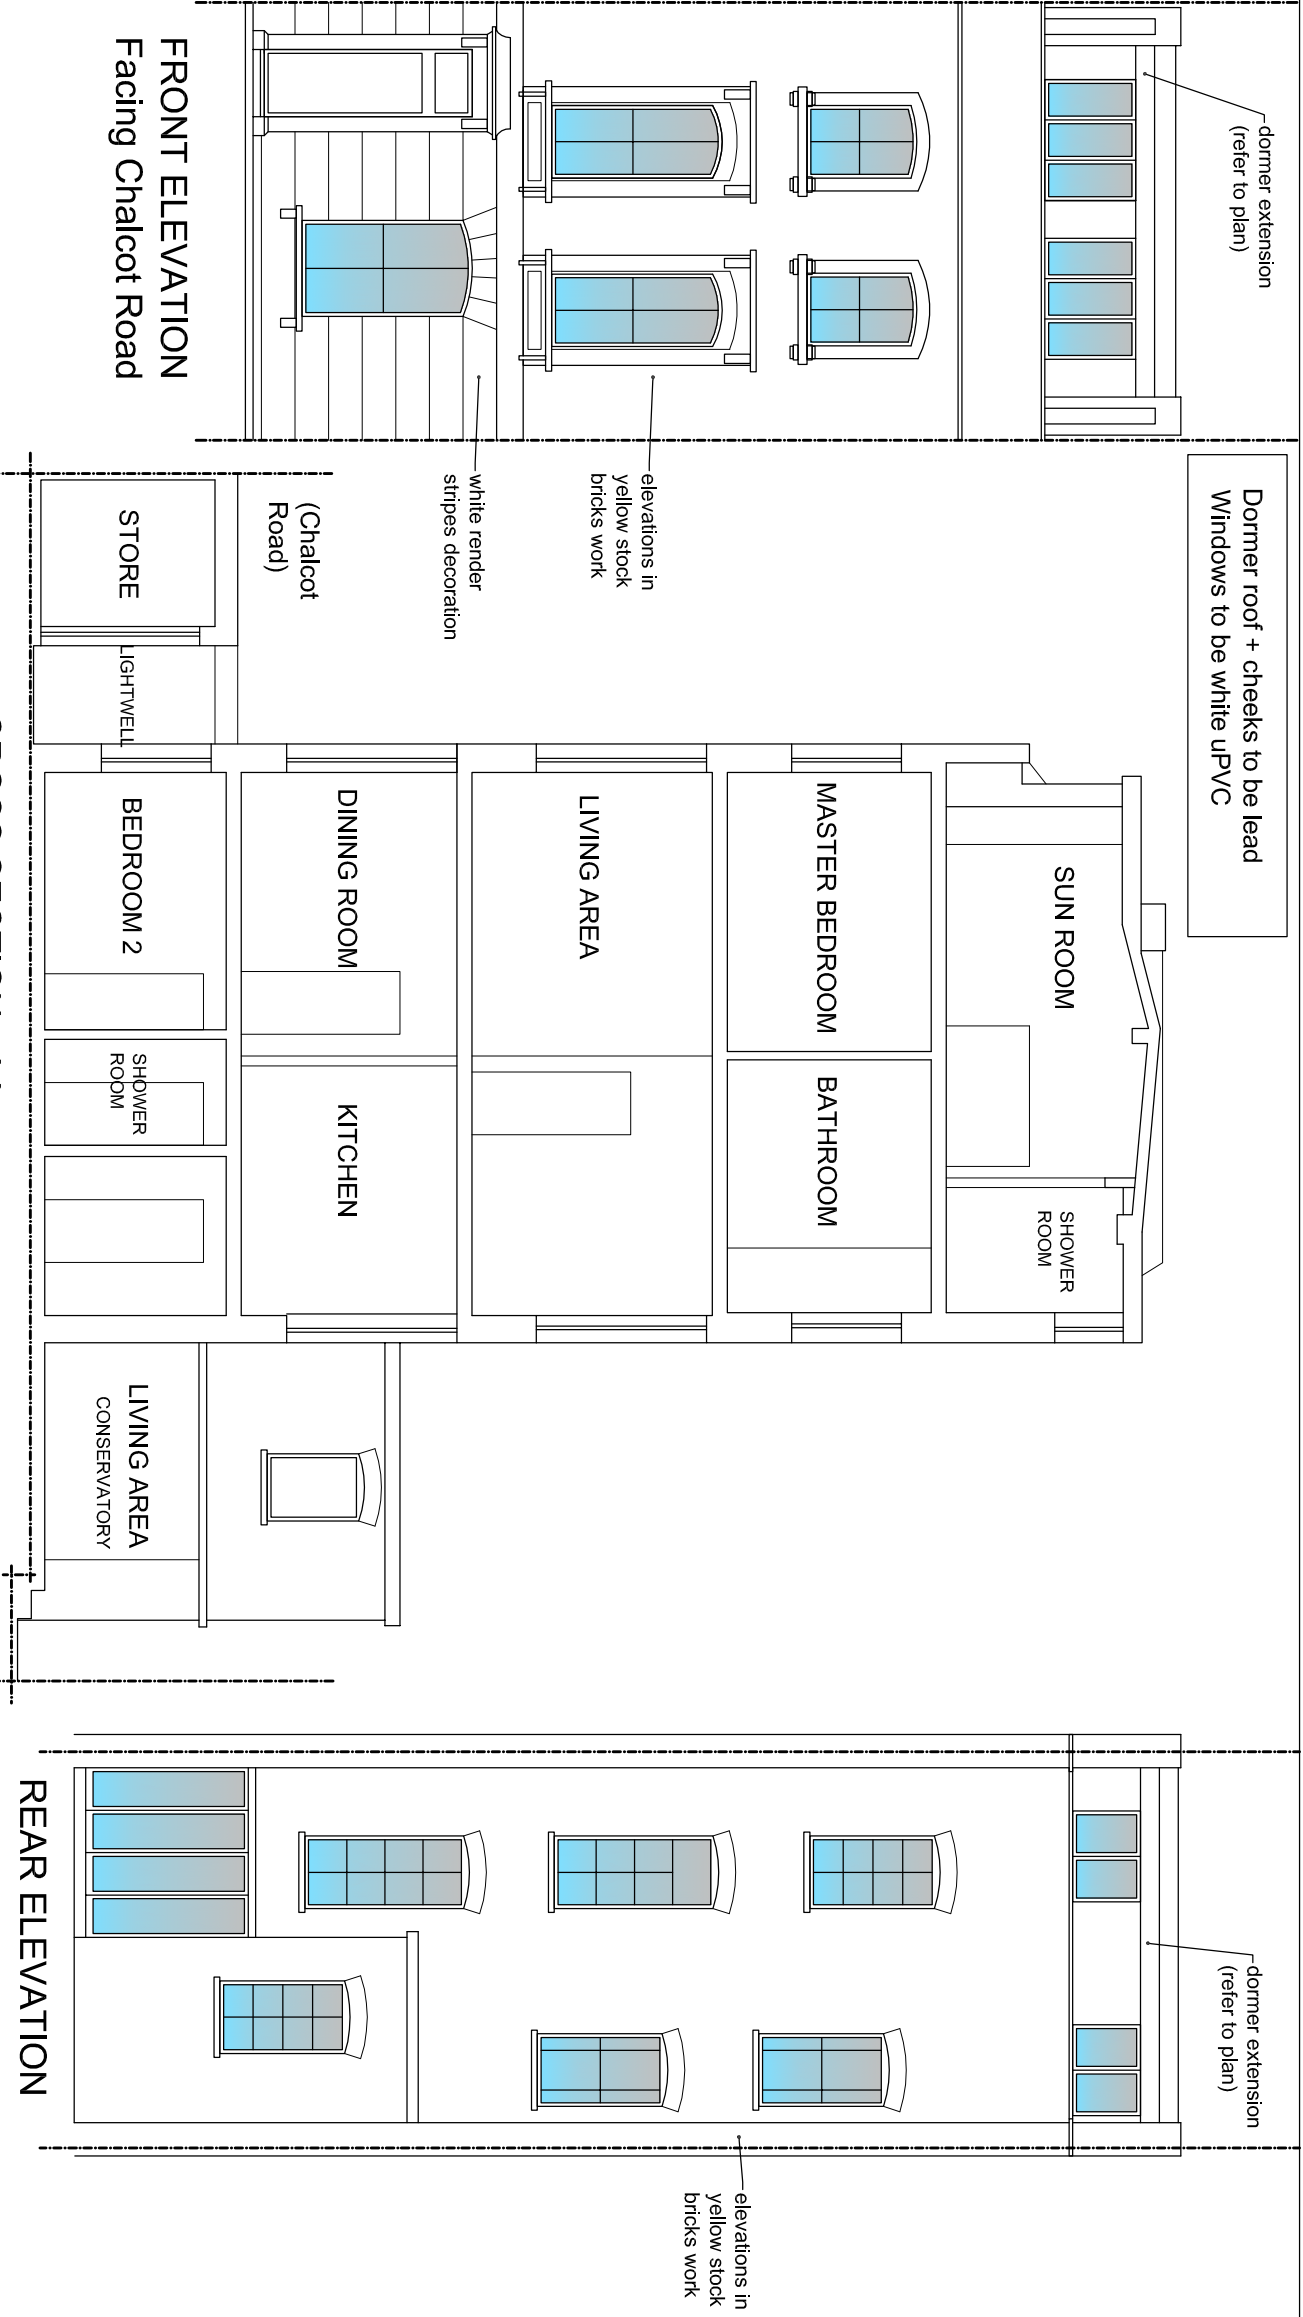 dormer extension
(refer to plan)
elevations in
yellow stock
bricks work
white render
stripes decoration
FRONT ELEVATION
Facing Chalcot Road
Dormer roof + cheeks to be lead
Windows to be white uPVC
(Chalcot
Road)
SUN ROOM
SHOWER
ROOM
MASTER BEDROOM
BATHROOM
LIVING AREA
DINING ROOM
KITCHEN
STORE
LIGHTWELL
BEDROOM 2
SHOWER
ROOM
LIVING AREA
CONSERVATORY
dormer extension
(refer to plan)
elevations in
yellow stock
bricks work
REAR ELEVATION